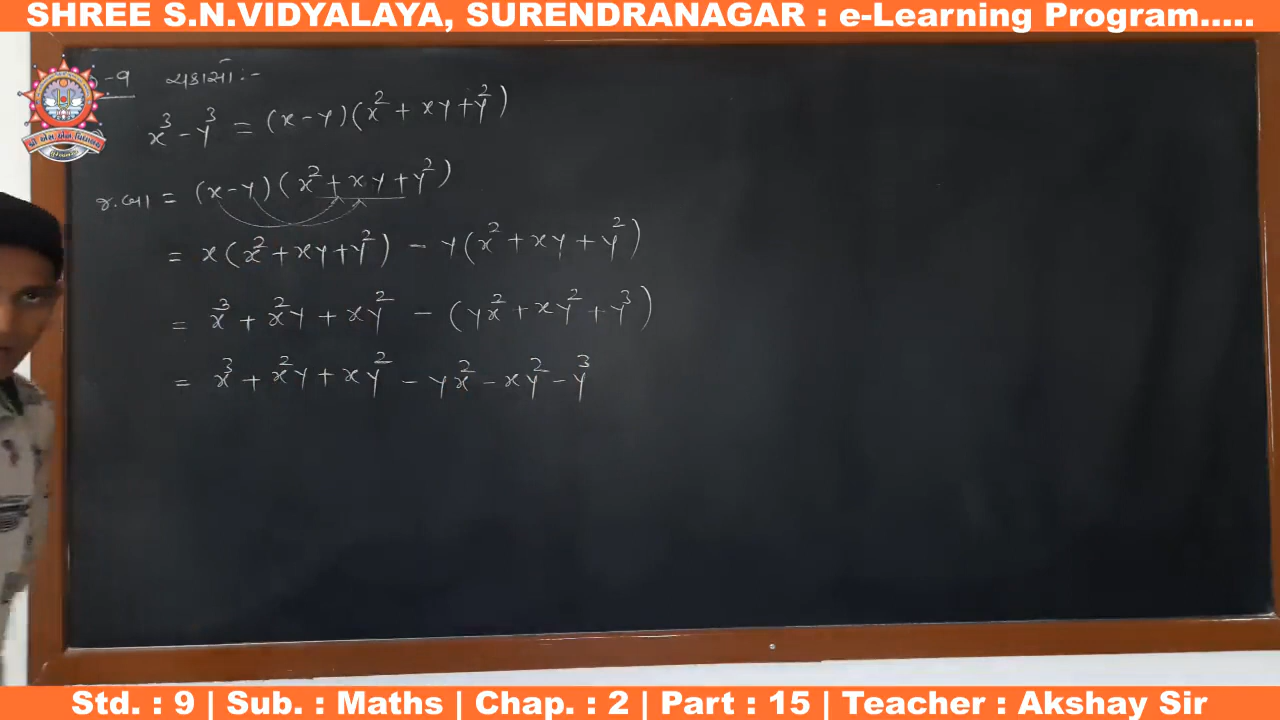 SHREE S.N.VIDYALAYA, SURENDRANAGAR : e-Learning Program.....
-9 ચકાસો :-
x³ - y³ = (x - y)(x² + xy + y²)
જ.બા = (x - y)(x² + xy + y²)
= x(x² + xy + y²) - y(x² + xy + y²)
= x³ + x²y + xy² - (yx² + xy² + y³)
= x³ + x²y + xy² - yx² - xy² - y³
Std. : 9 | Sub. : Maths | Chap. : 2 | Part : 15 | Teacher : Akshay Sir